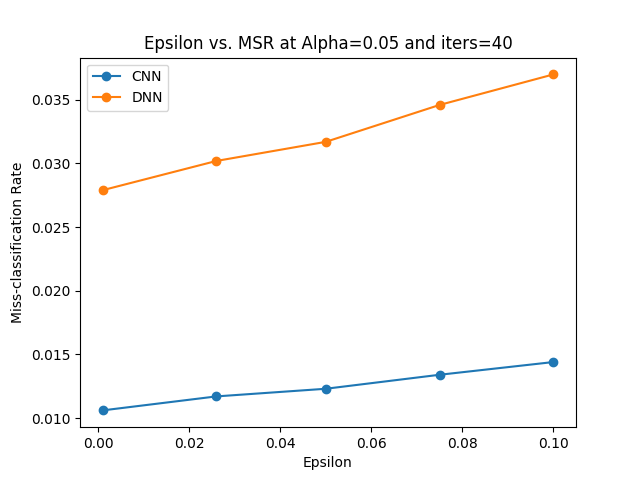 Epsilon vs. MSR at Alpha=0.05 and iters=40
CNN
DNN
Miss-classification Rate
0.035
0.030
0.025
0.020
0.015
0.010
0.00 0.02 0.04 0.06 0.08 0.10
Epsilon